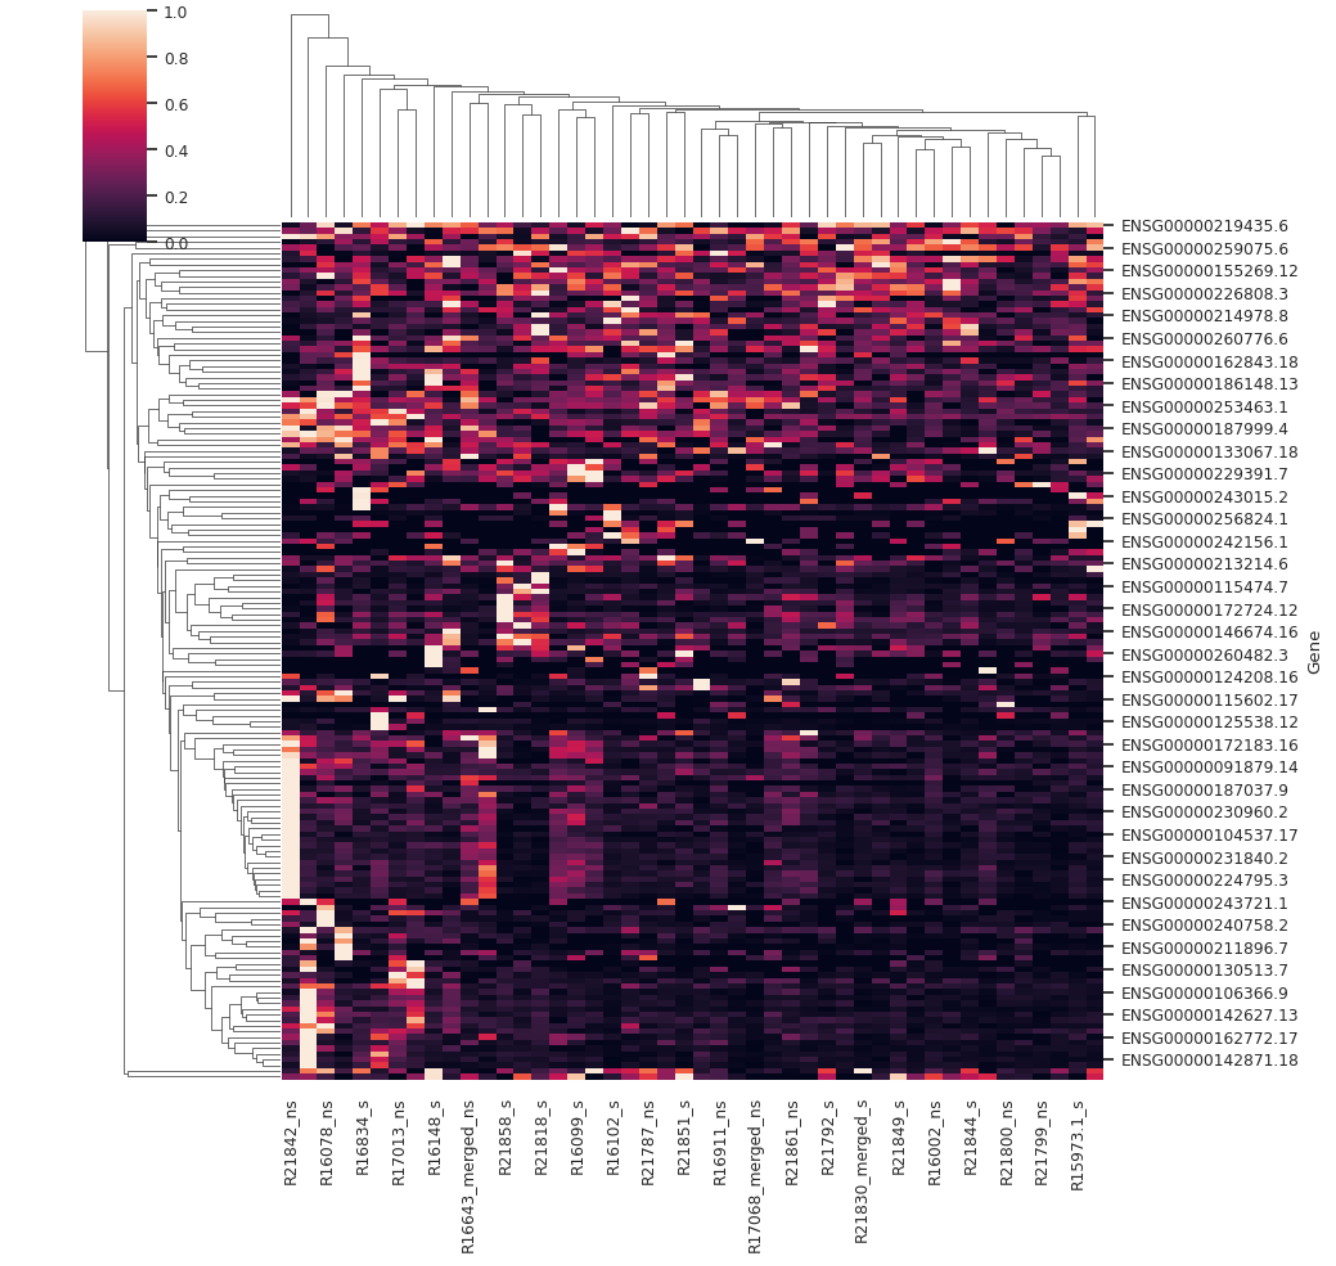 1.0
0.8
0.6
0.4
0.2
0.0
ENSG00000219435.6
ENSG00000259075.6
ENSG00000155269.12
ENSG00000226808.3
ENSG00000214978.8
ENSG00000260776.6
ENSG00000162843.18
ENSG00000186148.13
ENSG00000253463.1
ENSG00000187999.4
ENSG00000133067.18
ENSG00000229391.7
ENSG00000243015.2
ENSG00000256824.1
ENSG00000242156.1
ENSG00000213214.6
ENSG00000115474.7
ENSG00000172724.12
ENSG00000146674.16
ENSG00000260482.3
ENSG00000124208.16
ENSG00000115602.17
ENSG00000125538.12
ENSG00000172183.16
ENSG00000091879.14
ENSG00000187037.9
ENSG00000230960.2
ENSG00000104537.17
ENSG00000231840.2
ENSG00000224795.3
ENSG00000243721.1
ENSG00000240758.2
ENSG00000211896.7
ENSG00000130513.7
ENSG00000106366.9
ENSG00000142627.13
ENSG00000162772.17
ENSG00000142871.18
Gene
R21842_ns
R16078_ns
R16834_s
R17013_ns
R16148_s
R16643_merged_ns
R21858_s
R21818_s
R16099_s
R16102_s
R21787_ns
R21851_s
R16911_ns
R17068_merged_ns
R21861_ns
R21792_s
R21830_merged_s
R21849_s
R16002_ns
R21844_s
R21800_ns
R21799_ns
R15973.1_s